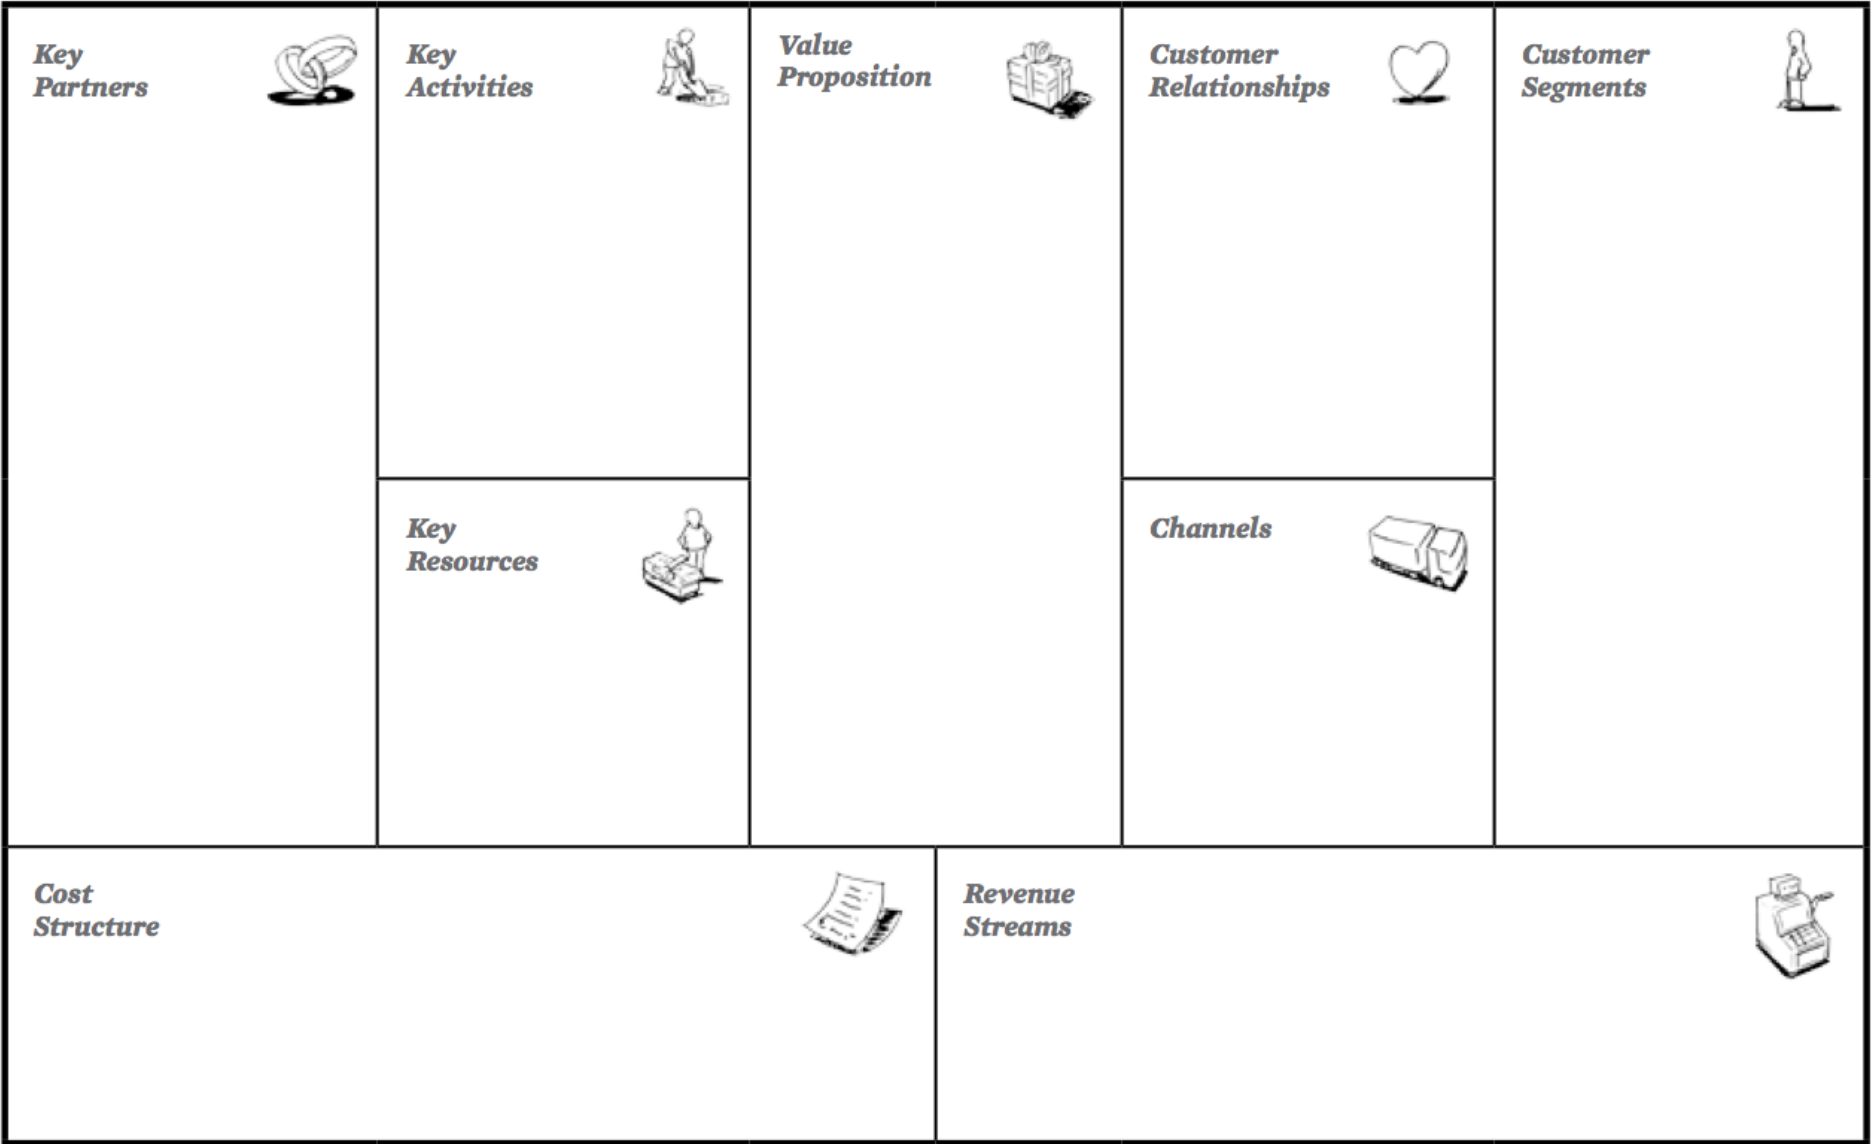 Key
Partners
Key
Activities
Value
Proposition
Customer
Relationships
Customer
Segments
Key
Resources
Channels
Cost
Structure
Revenue
Streams